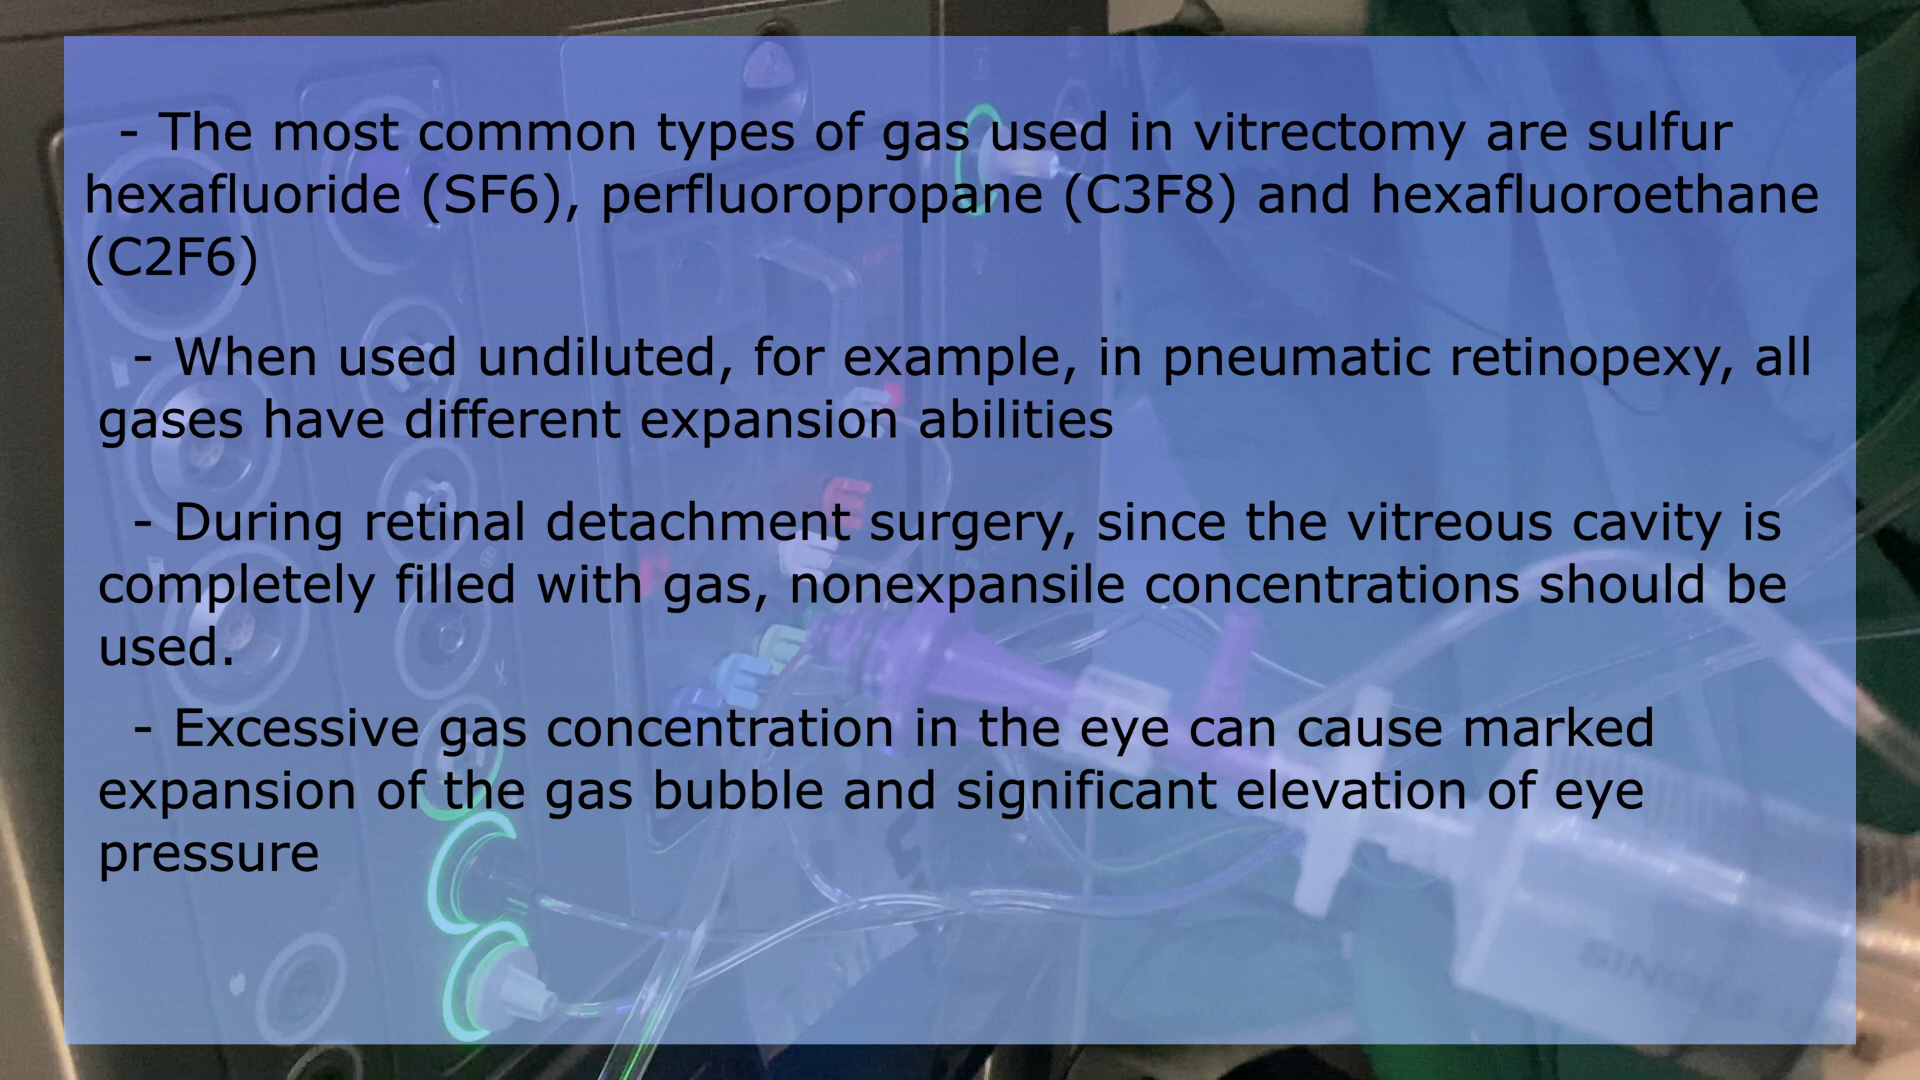 - The most common types of gas used in vitrectomy are sulfur
hexafluoride (SF6), perfluoropropane (C3F8) and hexafluoroethane
(C2F6)
- When used undiluted, for example, in pneumatic retinopexy, all
gases have different expansion abilities
- During retinal detachment surgery, since the vitreous cavity is
completely filled with gas, nonexpansile concentrations should be
used.
- Excessive gas concentration in the eye can cause marked
expansion of the gas bubble and significant elevation of eye
pressure